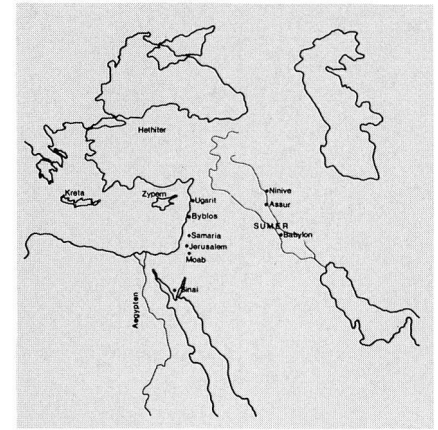 Hethiter
Kreta
Zypern
Ugarit
Byblos
Samaria
Jerusalem
Moab
Sinai
Aegypten
Ninive
Assur
SUMER
Babylon